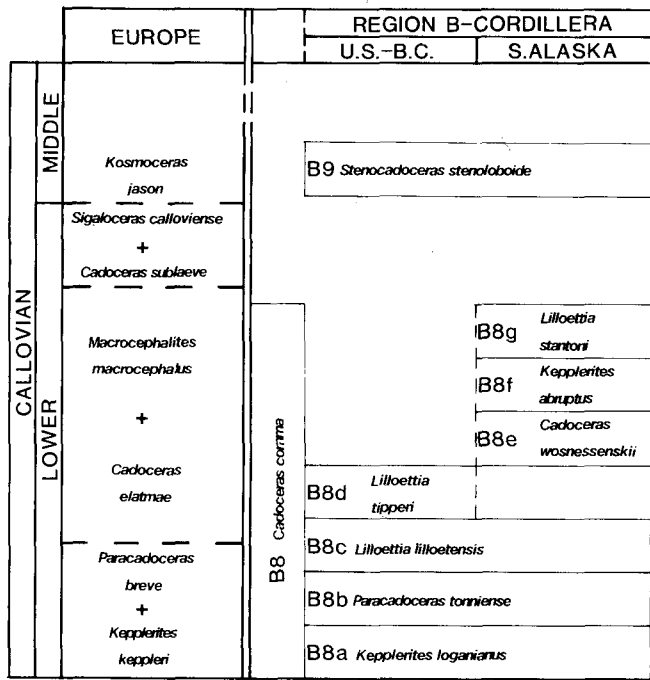 EUROPE
REGION B-CORDILLERA
U.S.-B.C.
S.ALASKA
CALLOVIAN
MIDDLE
LOWER
Kosmoceras
jason
Sigaloceras calloviense
+
Cadoceras sublaeve
Macrocephalites
macrocephalus
+
Cadoceras
elatmae
Paracadoceras
breve
+
Kepplerites
keppleri
B8 Cadoceras comma
B9 Stenocadoceras stenoloboide
B8g Lilloettia
stantoni
B8f Kepplerites
abruptus
B8e Cadoceras
wosnessenskii
B8d Lilloettia
tipperi
B8c Lilloettia lilloetensis
B8b Paracadoceras tonniense
B8a Kepplerites loganianus